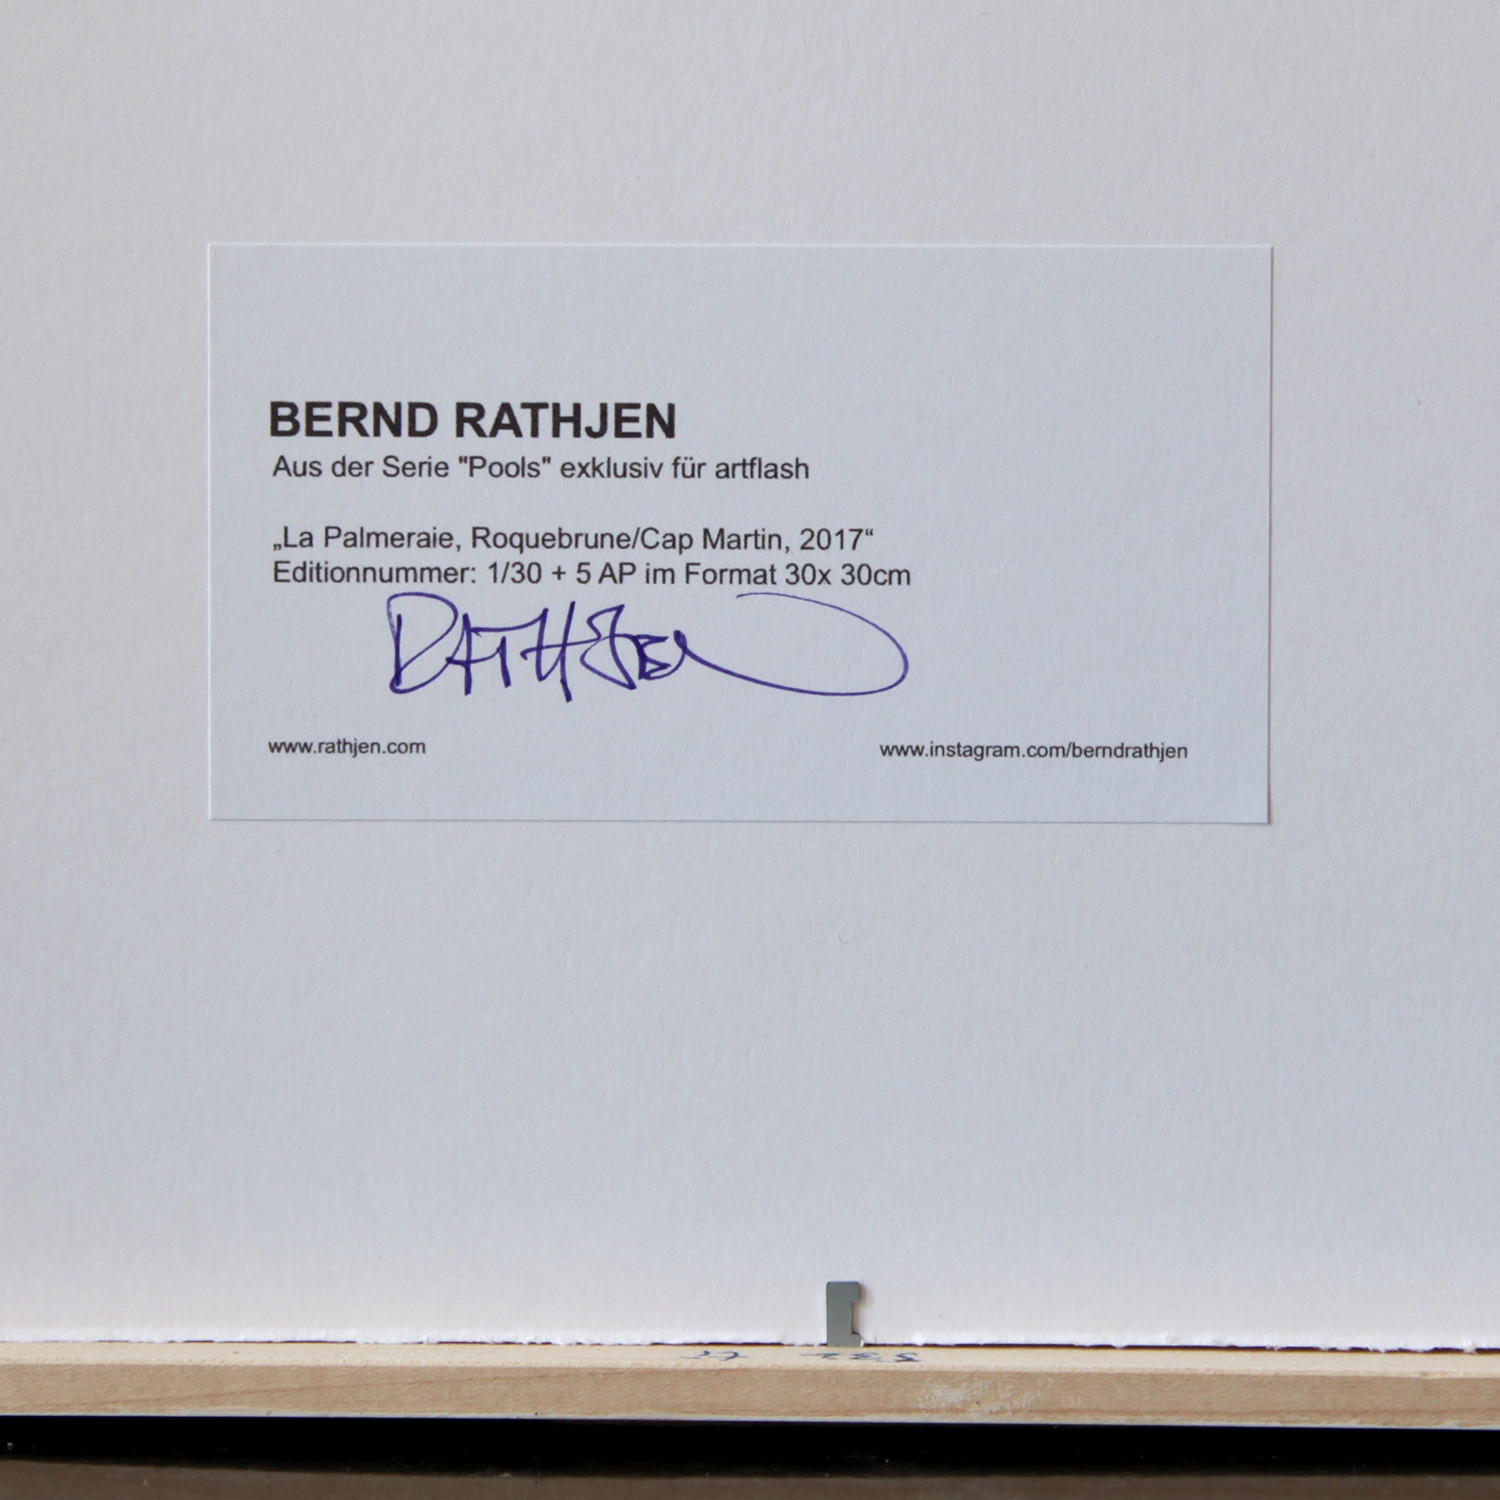 BERND RATHJEN
Aus der Serie "Pools" exklusiv für artflash
„La Palmeraie, Roquebrune/Cap Martin, 2017“
Editionnummer: 1/30 + 5 AP im Format 30x 30cm
RATHJEN
www.rathjen.com
www.instagram.com/berndrathjen